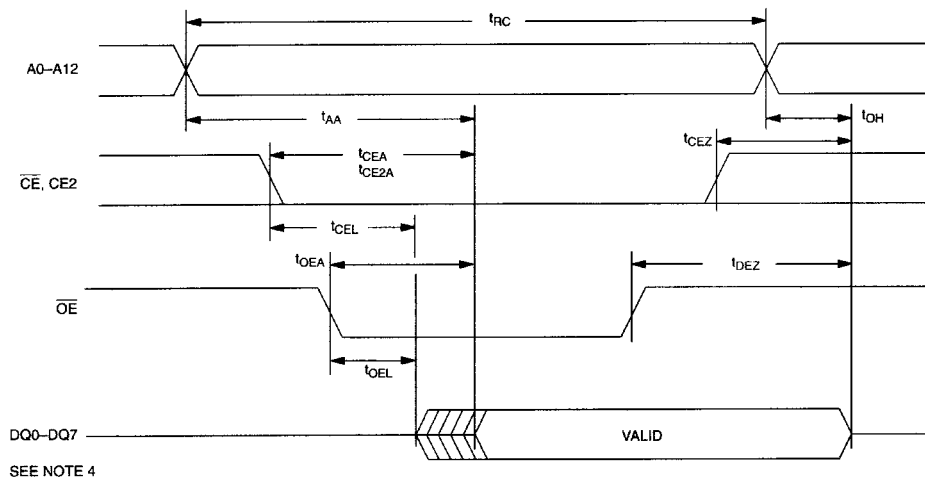 tRC
A0–A12
tAA
tOH
tCEZ
tCEA
tCE2A
CE, CE2
tCEL
tOEA
tDEZ
OE
tOEL
DQ0–DQ7
VALID
SEE NOTE 4